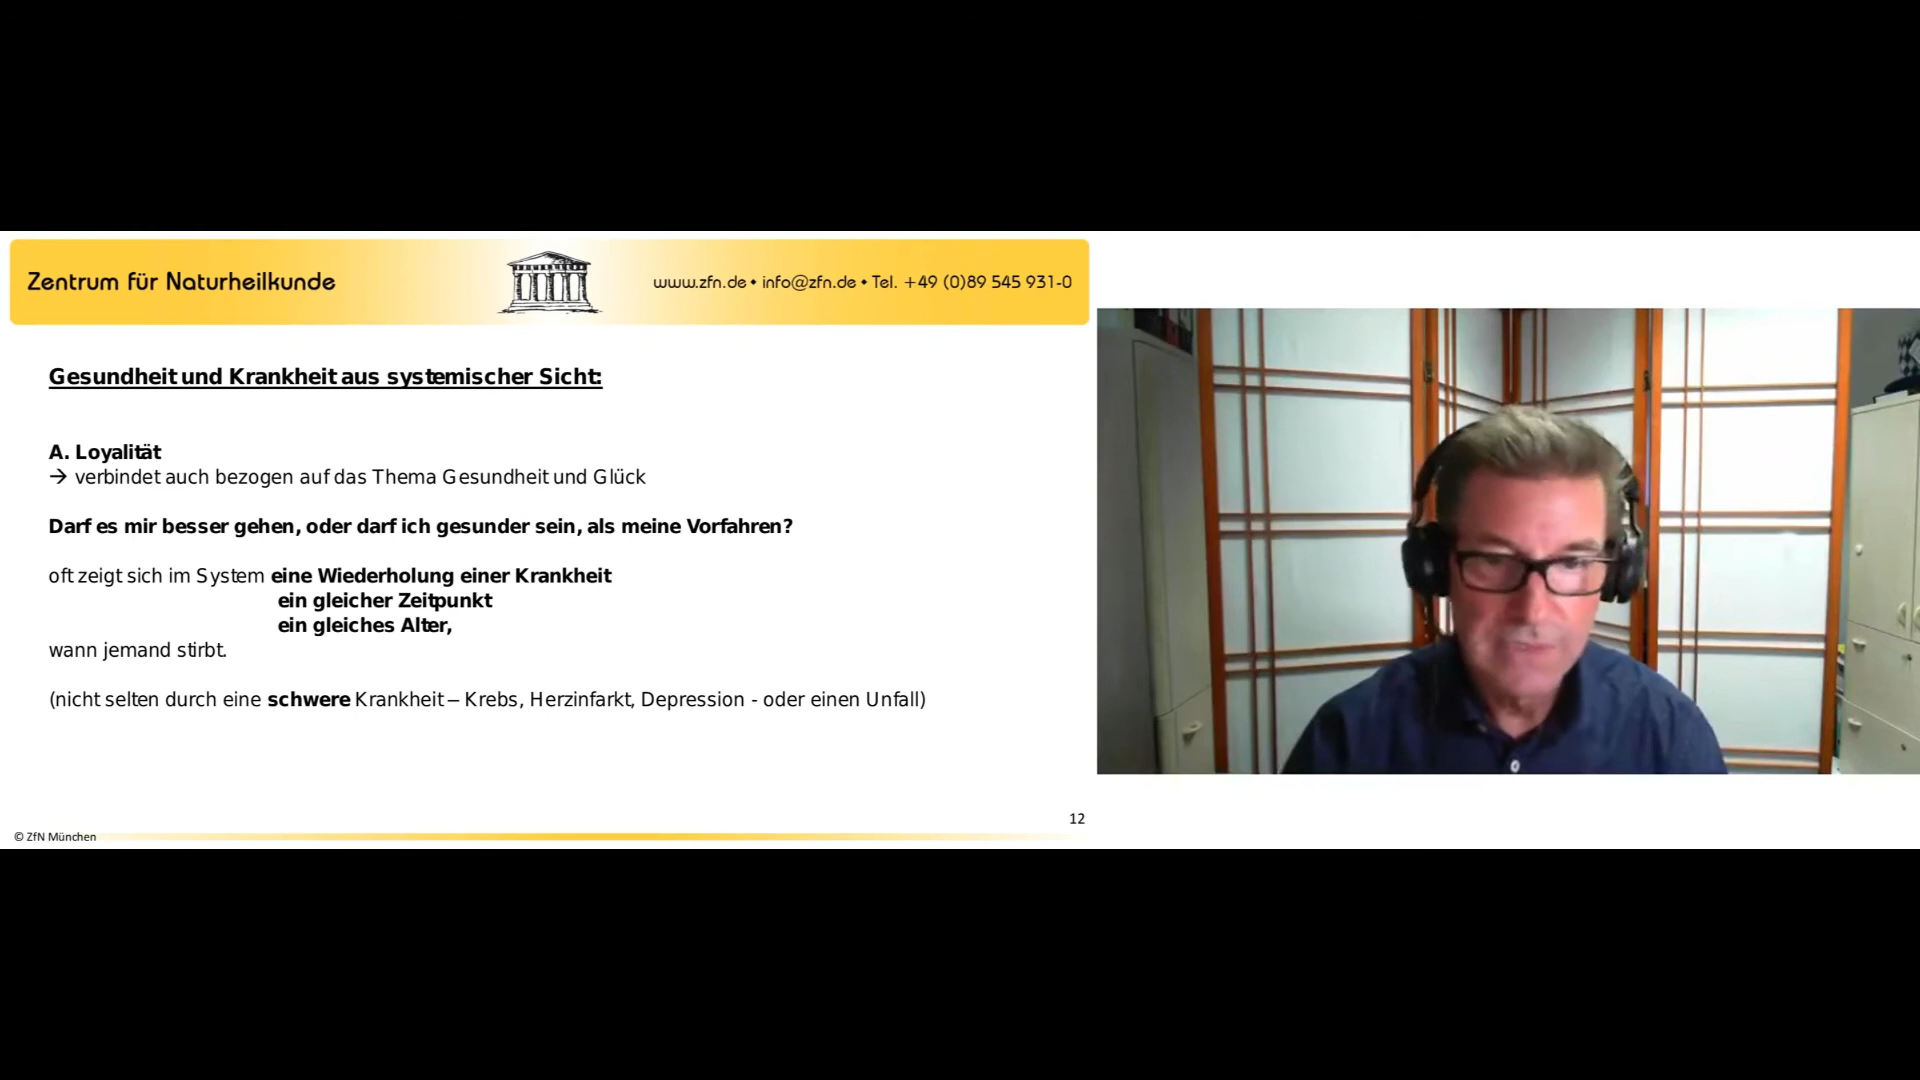 Zentrum für Naturheilkunde
www.zfn.de • info@zfn.de • Tel. +49 (0)89 545 931-0
Gesundheit und Krankheit aus systemischer Sicht:
A. Loyalität
→ verbindet auch bezogen auf das Thema Gesundheit und Glück
Darf es mir besser gehen, oder darf ich gesunder sein, als meine Vorfahren?
oft zeigt sich im System eine Wiederholung einer Krankheit
ein gleicher Zeitpunkt
ein gleiches Alter,
wann jemand stirbt.
(nicht selten durch eine schwere Krankheit – Krebs, Herzinfarkt, Depression - oder einen Unfall)
12
© ZfN München